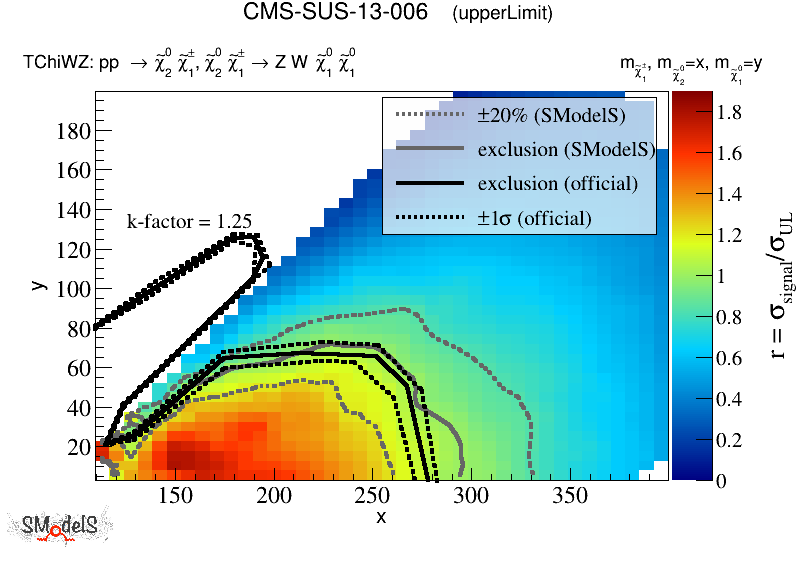 CMS-SUS-13-006 (upperLimit)
TChiWZ: pp → χ̃₂⁰ χ̃₁±, χ̃₂⁰ χ̃₁± → Z W χ̃₁⁰ χ̃₁⁰
m_χ̃₁±, m_χ̃₂⁰=x, m_χ̃₁⁰=y
±20% (SModelS)
exclusion (SModelS)
exclusion (official)
±1σ (official)
k-factor = 1.25
180
160
140
120
100
80
60
40
20
y
150 200 250 300 350
x
1.8
1.6
1.4
1.2
1
0.8
0.6
0.4
0.2
0
r = σ_signal/σ_UL
SModelS